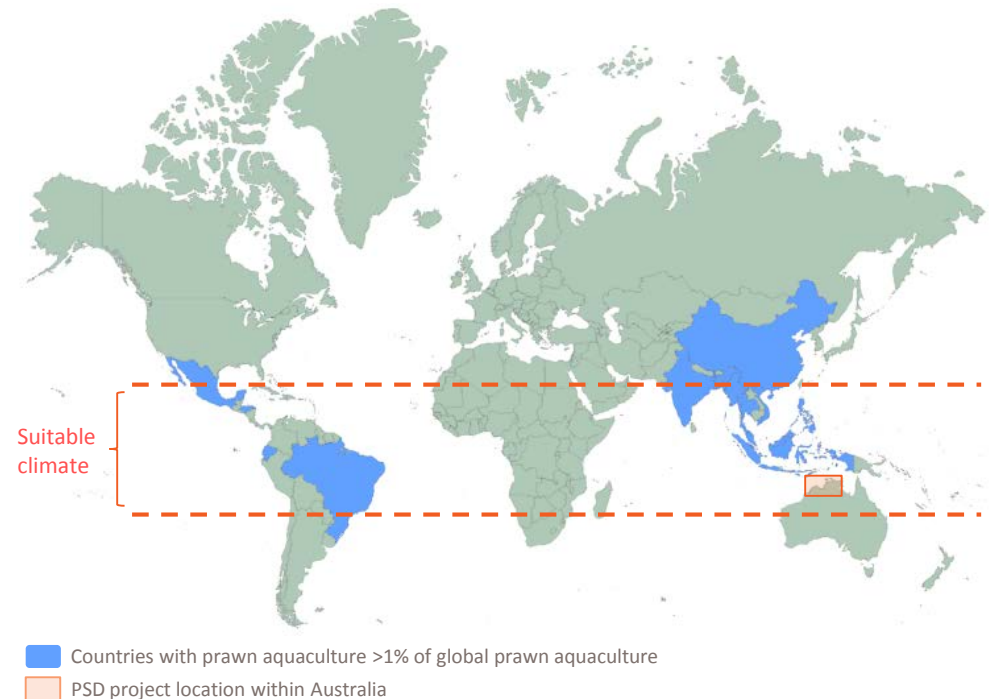 Suitable
climate
Countries with prawn aquaculture >1% of global prawn aquaculture
PSD project location within Australia